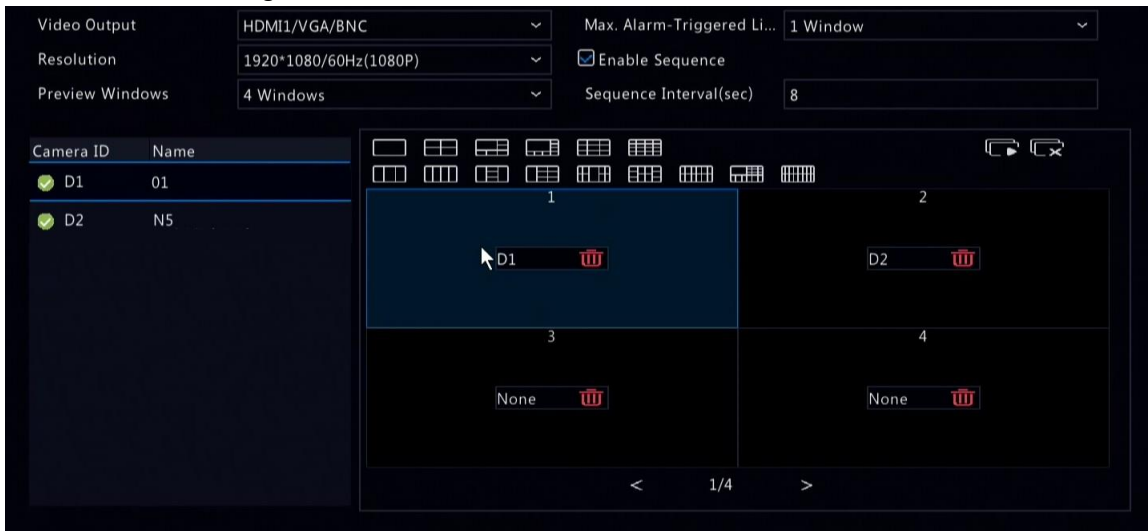 Video Output HDMI1/VGA/BNC Max. Alarm-Triggered Li... 1 Window
Resolution 1920*1080/60Hz(1080P) Enable Sequence
Preview Windows 4 Windows Sequence Interval(sec) 8
Camera ID Name
D1 01
D2 N5
1 2
D1 D2
3 4
None None
< 1/4 >